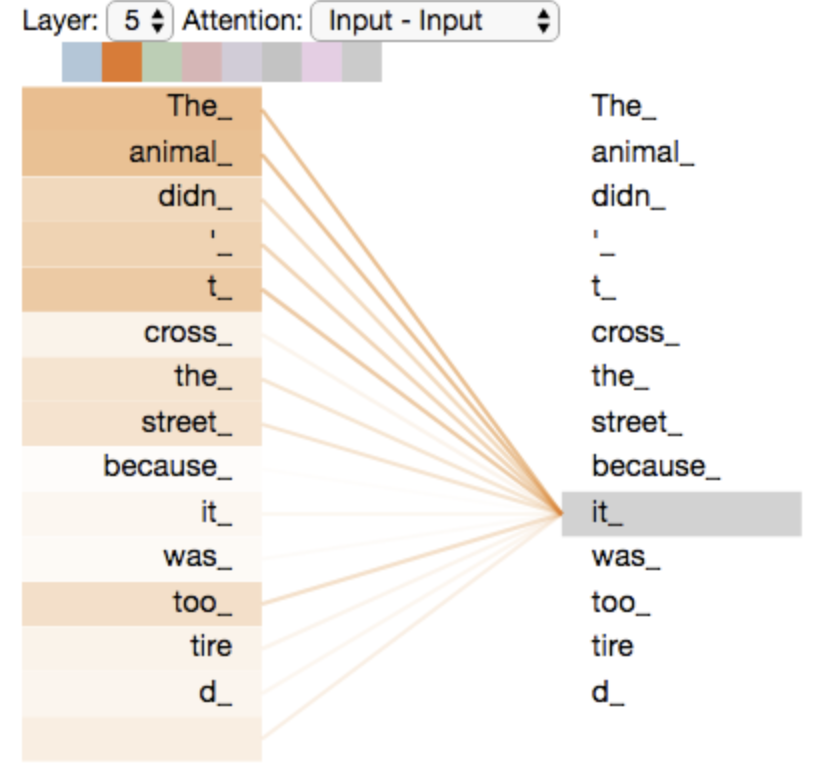 Layer: 5 Attention: Input - Input
The_ The_
animal_ animal_
didn_ didn_
'_ '_
t_ t_
cross_ cross_
the_ the_
street_ street_
because_ because_
it_ it_
was_ was_
too_ too_
tire tire
d_ d_